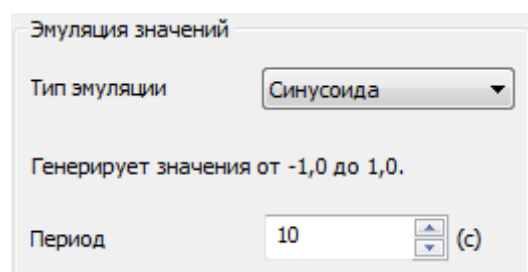 Эмуляция значений
Тип эмуляции Синусоида
Генерирует значения от -1,0 до 1,0.
Период 10 (с)